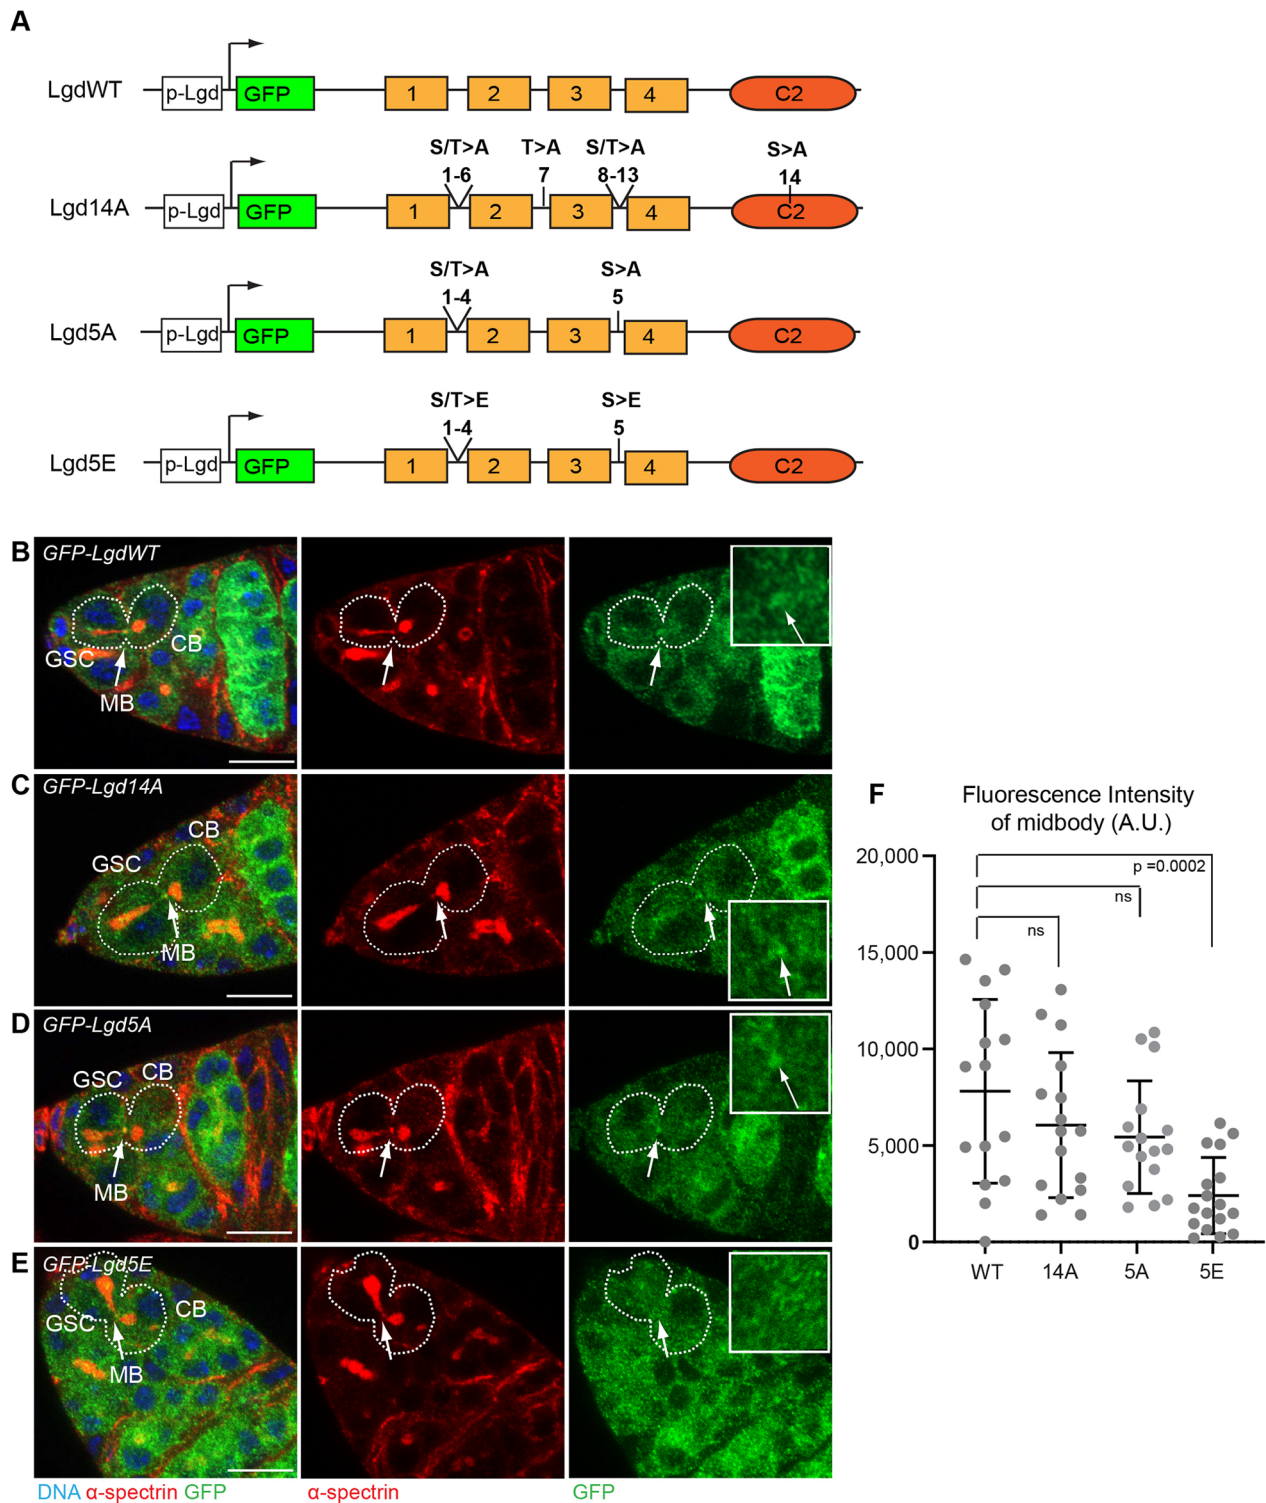 A
LgdWT
p-Lgd
GFP
1
2
3
4
C2
S/T>A
T>A
S/T>A
S>A
1-6
7
8-13
14
Lgd14A
p-Lgd
GFP
1
2
3
4
C2
S/T>A
S>A
1-4
5
Lgd5A
p-Lgd
GFP
1
2
3
4
C2
S/T>E
S>E
1-4
5
Lgd5E
p-Lgd
GFP
1
2
3
4
C2
B
GFP-LgdWT
GSC
CB
MB
C
GFP-Lgd14A
CB
GSC
MB
D
GFP-Lgd5A
GSC
CB
MB
E
GFP-Lgd5E
GSC
CB
MB
DNA α-spectrin GFP
α-spectrin
GFP
F
Fluorescence Intensity
of midbody (A.U.)
20,000
15,000
10,000
5,000
0
p =0.0002
ns
ns
WT
14A
5A
5E